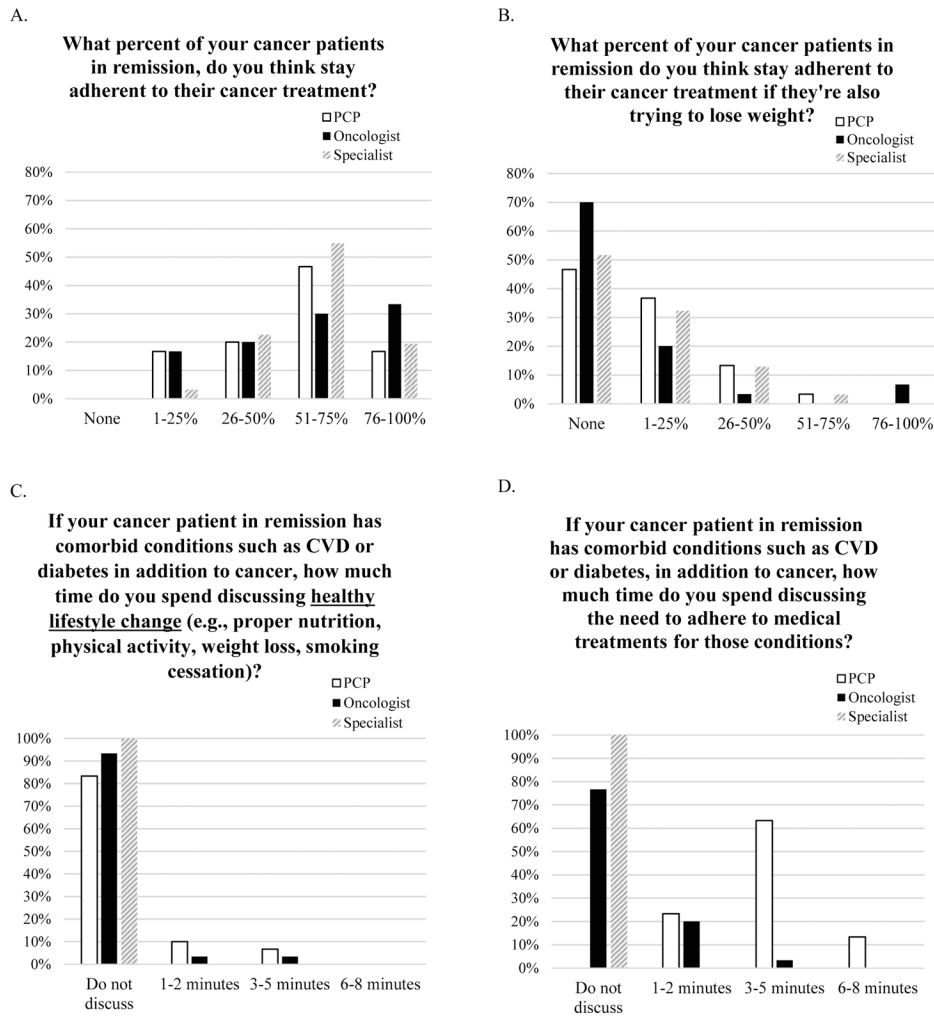 A.
What percent of your cancer patients
in remission, do you think stay
adherent to their cancer treatment?
PCP
Oncologist
Specialist
80%
70%
60%
50%
40%
30%
20%
10%
0%
None 1-25% 26-50% 51-75% 76-100%
B.
What percent of your cancer patients in
remission do you think stay adherent to
their cancer treatment if they're also
trying to lose weight?
PCP
Oncologist
Specialist
80%
70%
60%
50%
40%
30%
20%
10%
0%
None 1-25% 26-50% 51-75% 76-100%
C.
If your cancer patient in remission has
comorbid conditions such as CVD or
diabetes in addition to cancer, how much
time do you spend discussing healthy
lifestyle change (e.g., proper nutrition,
physical activity, weight loss, smoking
cessation)?
PCP
Oncologist
Specialist
100%
90%
80%
70%
60%
50%
40%
30%
20%
10%
0%
Do not 1-2 minutes 3-5 minutes 6-8 minutes
discuss
D.
If your cancer patient in remission
has comorbid conditions such as CVD
or diabetes, in addition to cancer, how
much time do you spend discussing
the need to adhere to medical
treatments for those conditions?
PCP
Oncologist
Specialist
100%
90%
80%
70%
60%
50%
40%
30%
20%
10%
0%
Do not 1-2 minutes 3-5 minutes 6-8 minutes
discuss